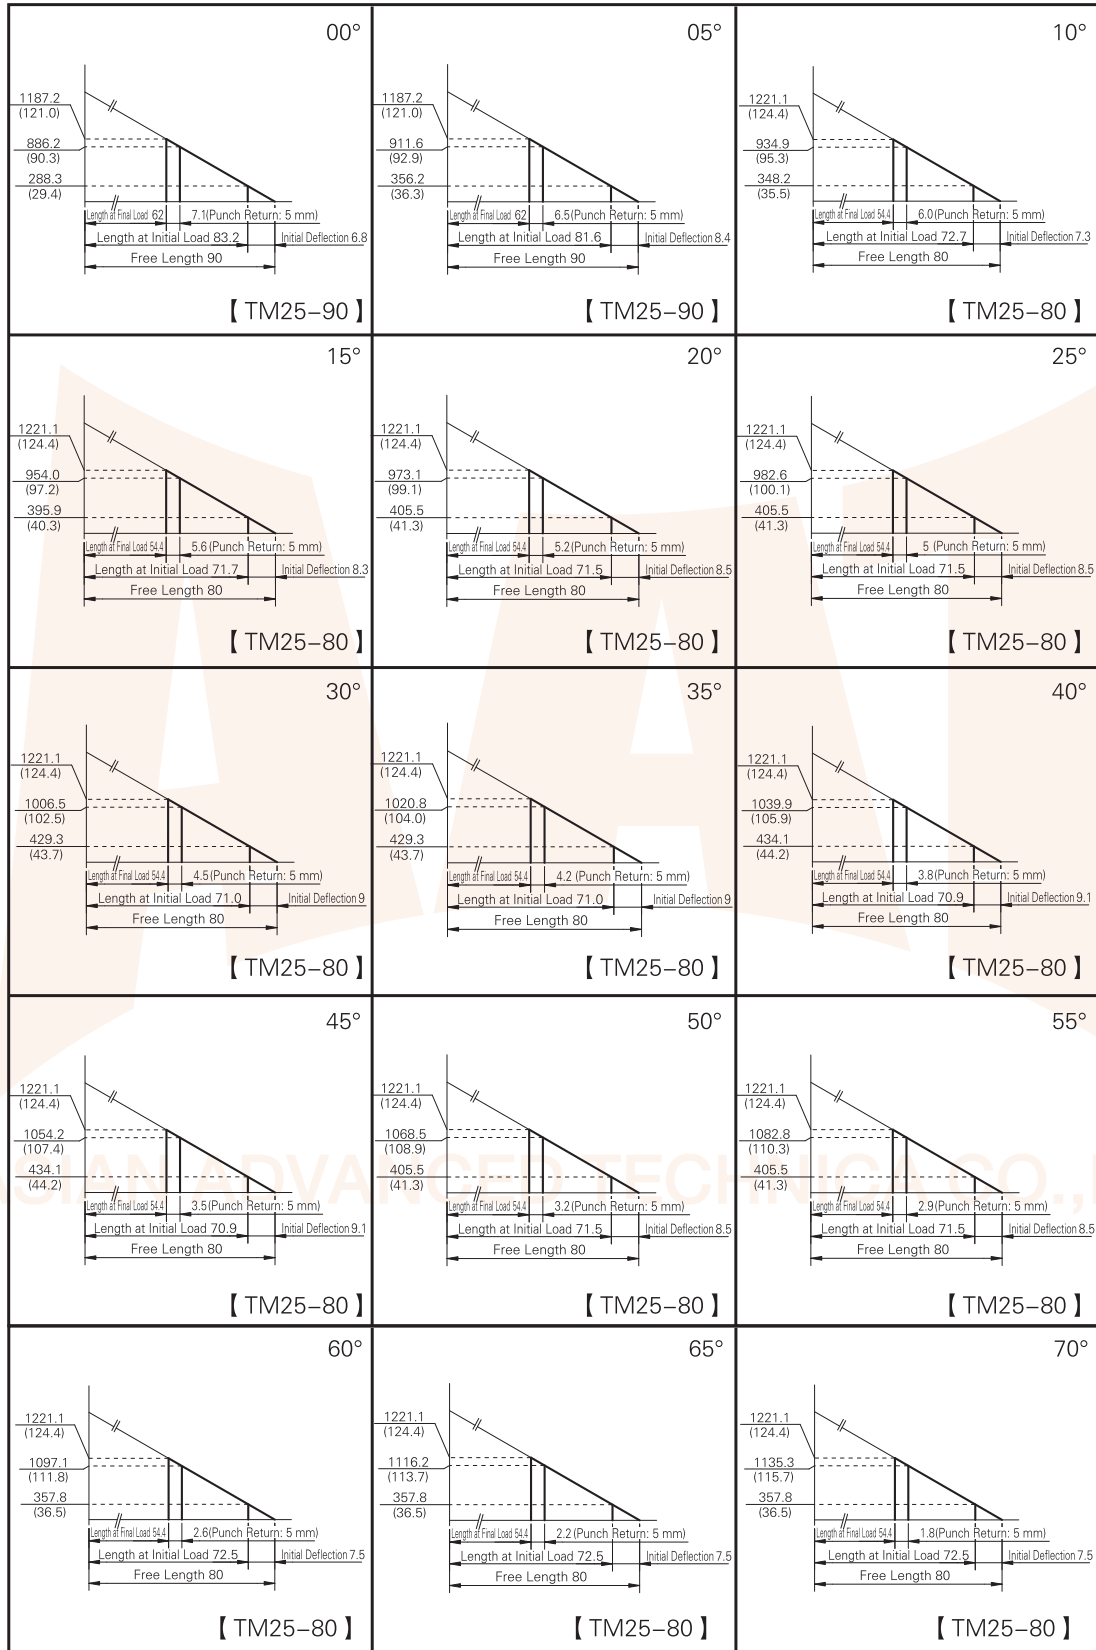 00°
1187.2
(121.0)
886.2
(90.3)
288.3
(29.4)
Length at Final Load 62 7.1(Punch Return: 5 mm)
Length at Initial Load 83.2 Initial Deflection 6.8
Free Length 90
【 TM25–90 】
05°
1187.2
(121.0)
911.6
(92.9)
356.2
(36.3)
Length at Final Load 62 6.5(Punch Return: 5 mm)
Length at Initial Load 81.6 Initial Deflection 8.4
Free Length 90
【 TM25–90 】
10°
1221.1
(124.4)
934.9
(95.3)
348.2
(35.5)
Length at Final Load 54.4 6.0(Punch Return: 5 mm)
Length at Initial Load 72.7 Initial Deflection 7.3
Free Length 80
【 TM25–80 】
15°
1221.1
(124.4)
954.0
(97.2)
395.9
(40.3)
Length at Final Load 54.4 5.6(Punch Return: 5 mm)
Length at Initial Load 71.7 Initial Deflection 8.3
Free Length 80
【 TM25–80 】
20°
1221.1
(124.4)
973.1
(99.1)
405.5
(41.3)
Length at Final Load 54.4 5.2(Punch Return: 5 mm)
Length at Initial Load 71.5 Initial Deflection 8.5
Free Length 80
【 TM25–80 】
25°
1221.1
(124.4)
982.6
(100.1)
405.5
(41.3)
Length at Final Load 54.4 5 (Punch Return: 5 mm)
Length at Initial Load 71.5 Initial Deflection 8.5
Free Length 80
【 TM25–80 】
30°
1221.1
(124.4)
1006.5
(102.5)
429.3
(43.7)
Length at Final Load 54.4 4.5(Punch Return: 5 mm)
Length at Initial Load 71.0 Initial Deflection 9
Free Length 80
【 TM25–80 】
35°
1221.1
(124.4)
1020.8
(104.0)
429.3
(43.7)
Length at Final Load 54.4 4.2 (Punch Return: 5 mm)
Length at Initial Load 71.0 Initial Deflection 9
Free Length 80
【 TM25–80 】
40°
1221.1
(124.4)
1039.9
(105.9)
434.1
(44.2)
Length at Final Load 54.4 3.8(Punch Return: 5 mm)
Length at Initial Load 70.9 Initial Deflection 9.1
Free Length 80
【 TM25–80 】
45°
1221.1
(124.4)
1054.2
(107.4)
434.1
(44.2)
Length at Final Load 54.4 3.5(Punch Return: 5 mm)
Length at Initial Load 70.9 Initial Deflection 9.1
Free Length 80
【 TM25–80 】
50°
1221.1
(124.4)
1068.5
(108.9)
405.5
(41.3)
Length at Final Load 54.4 3.2(Punch Return: 5 mm)
Length at Initial Load 71.5 Initial Deflection 8.5
Free Length 80
【 TM25–80 】
55°
1221.1
(124.4)
1082.8
(110.3)
405.5
(41.3)
Length at Final Load 54.4 2.9(Punch Return: 5 mm)
Length at Initial Load 71.5 Initial Deflection 8.5
Free Length 80
【 TM25–80 】
ASIAN ADVANCED TECHNICA CO.,
60°
1221.1
(124.4)
1097.1
(111.8)
357.8
(36.5)
Length at Final Load 54.4 2.6(Punch Return: 5 mm)
Length at Initial Load 72.5 Initial Deflection 7.5
Free Length 80
【 TM25–80 】
65°
1221.1
(124.4)
1116.2
(113.7)
357.8
(36.5)
Length at Final Load 54.4 2.2 (Punch Return: 5 mm)
Length at Initial Load 72.5 Initial Deflection 7.5
Free Length 80
【 TM25–80 】
70°
1221.1
(124.4)
1135.3
(115.7)
357.8
(36.5)
Length at Final Load 54.4 1.8(Punch Return: 5 mm)
Length at Initial Load 72.5 Initial Deflection 7.5
Free Length 80
【 TM25–80 】